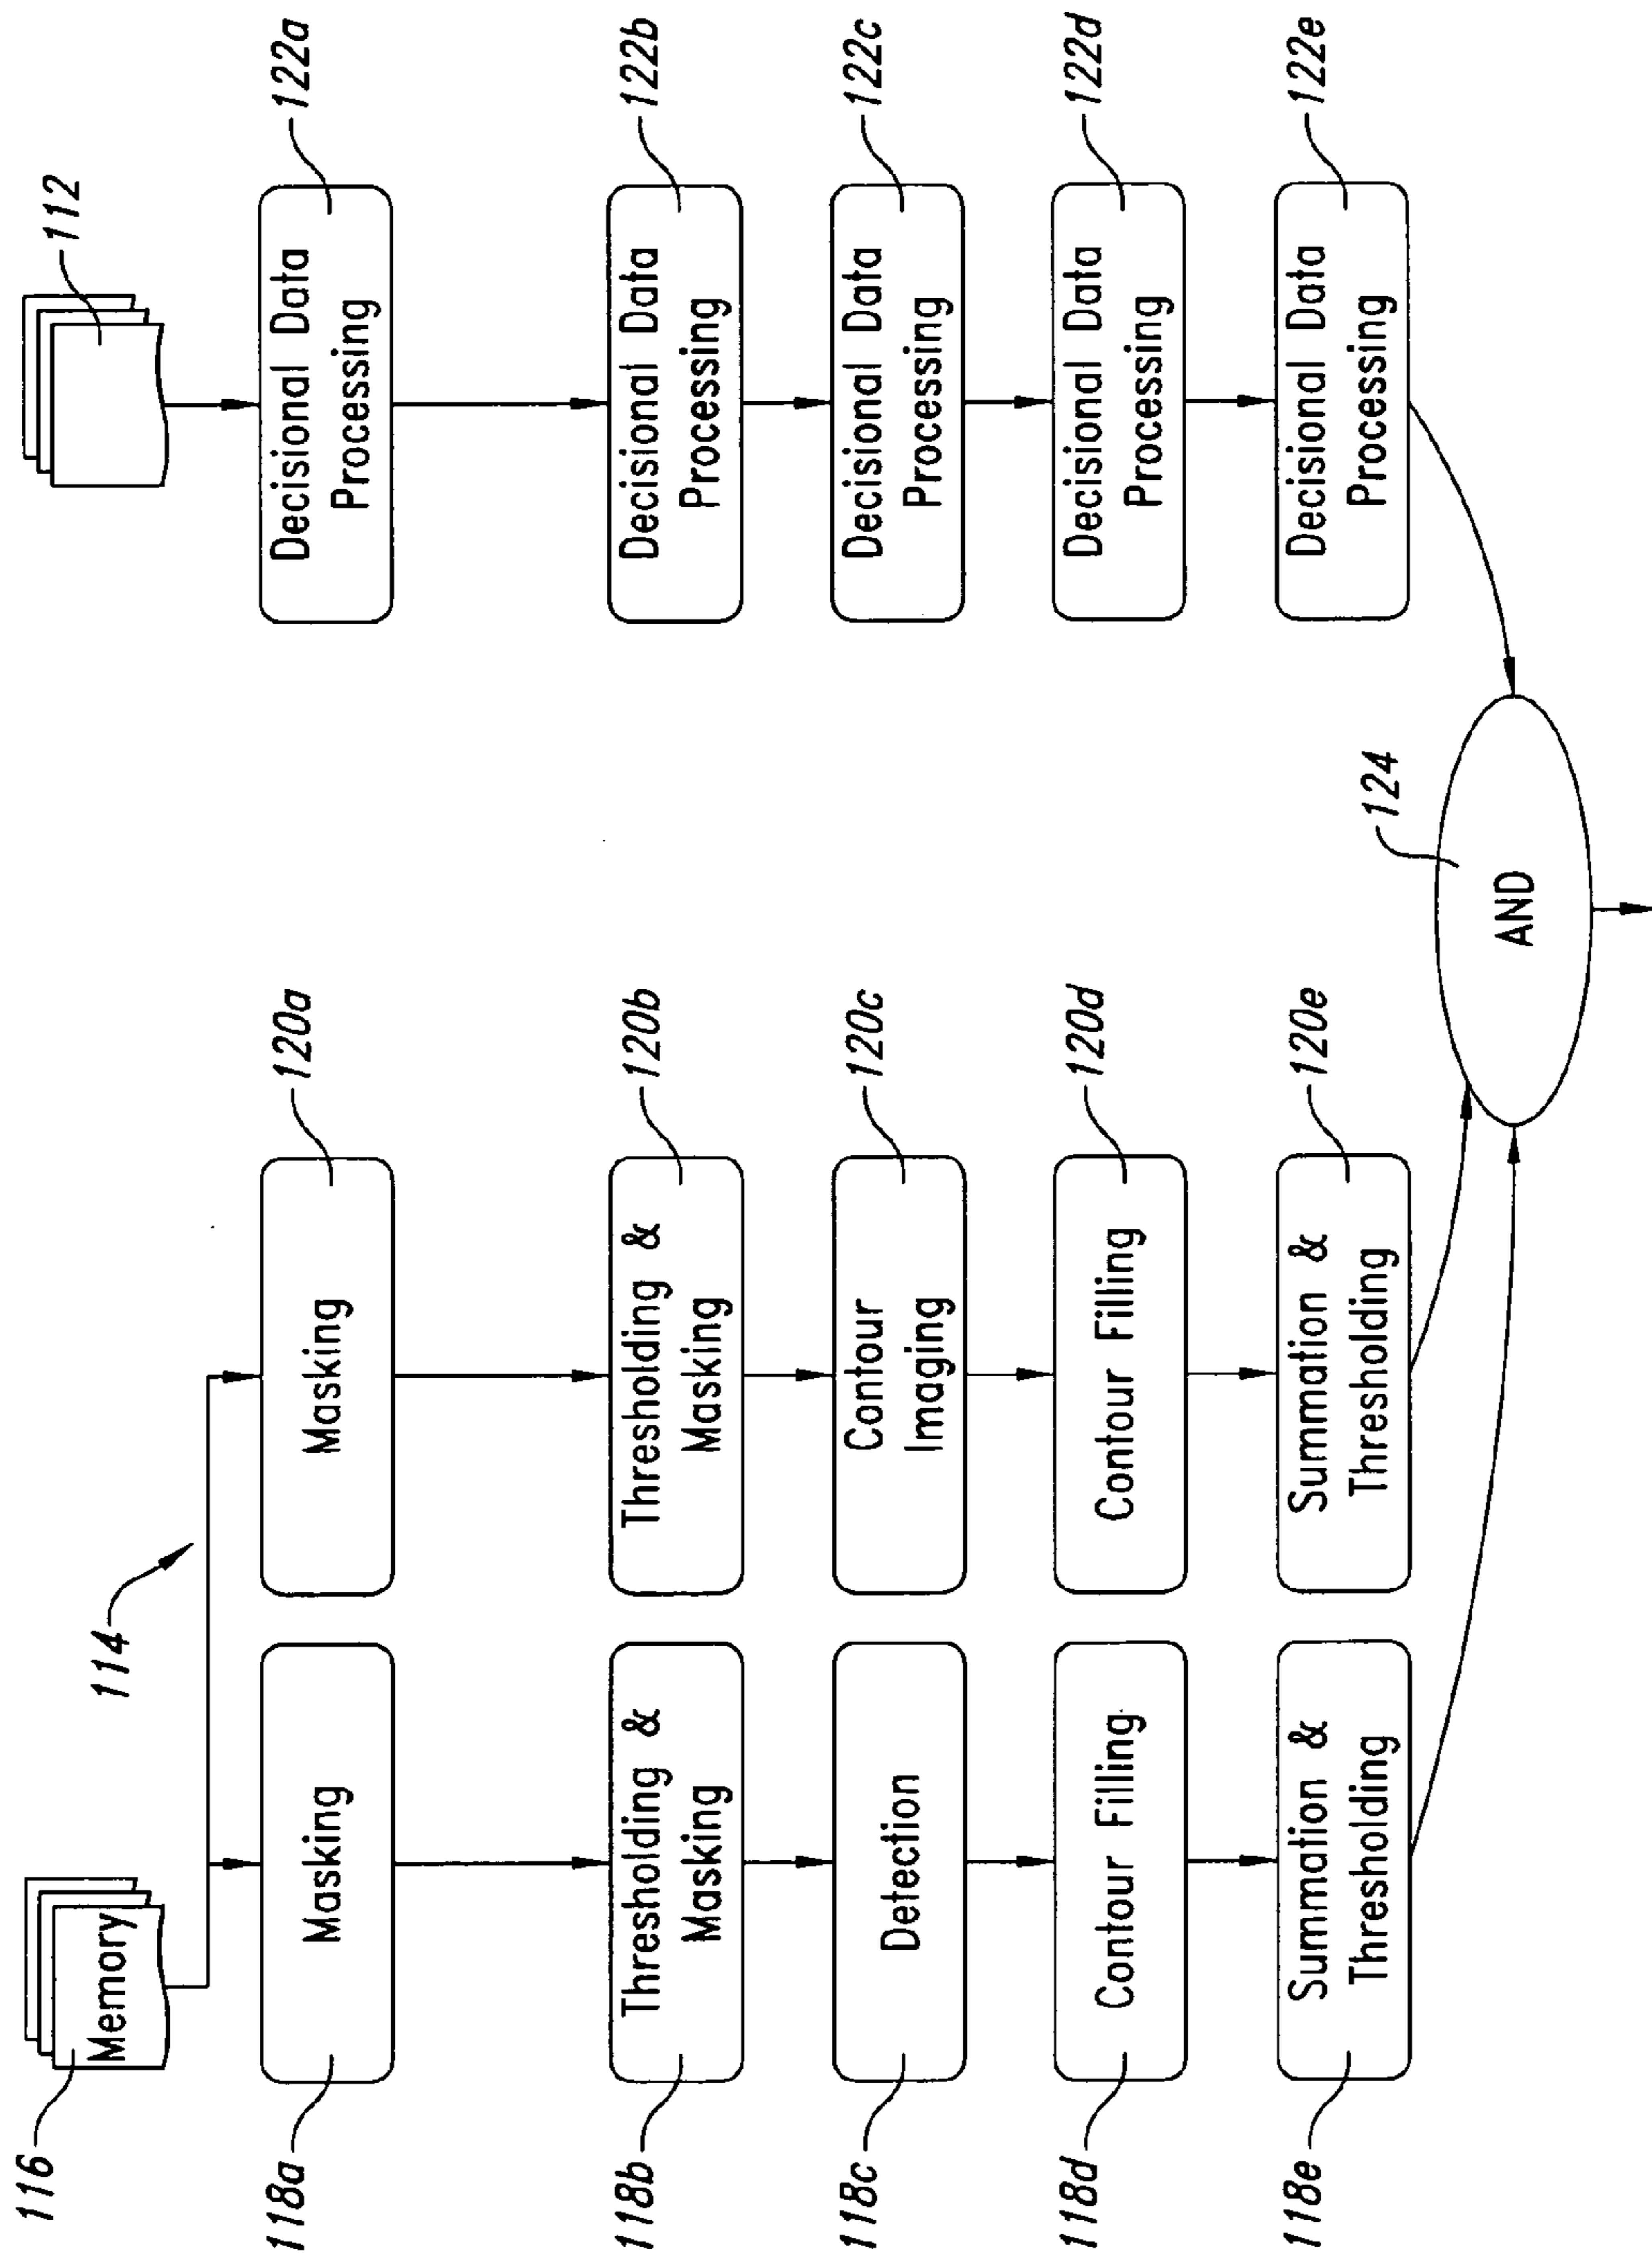 116
Memory
114
112
118a
Masking
Masking
120a
Decisional Data
Processing
122a
118b
Thresholding &
Masking
Thresholding &
Masking
120b
Decisional Data
Processing
122b
118c
Detection
Contour
Imaging
120c
Decisional Data
Processing
122c
118d
Contour Filling
Contour Filling
120d
Decisional Data
Processing
122d
118e
Summation &
Thresholding
Summation &
Thresholding
120e
Decisional Data
Processing
122e
124
AND